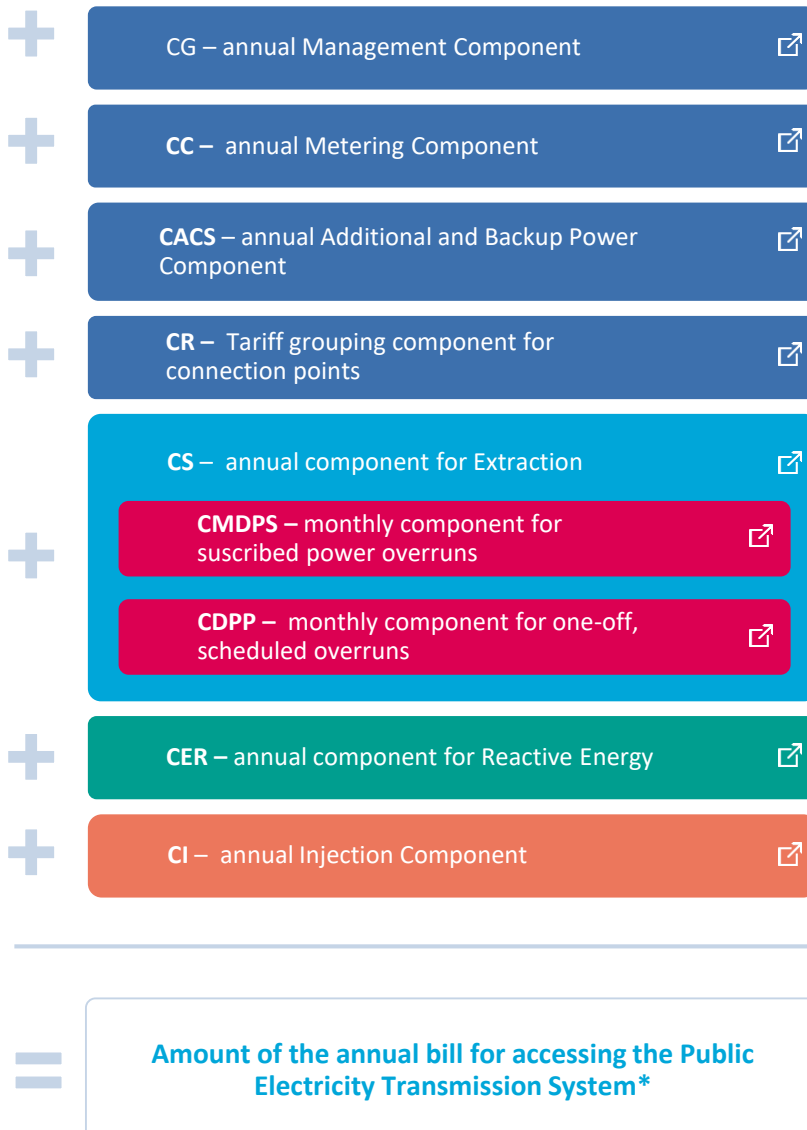 CG – annual Management Component
CC – annual Metering Component
CACS – annual Additional and Backup Power
Component
CR – Tariff grouping component for
connection points
CS – annual component for Extraction
CMDPS – monthly component for
suscribed power overruns
CDPP – monthly component for one-off,
scheduled overruns
CER – annual component for Reactive Energy
CI – annual Injection Component
Amount of the annual bill for accessing the Public
Electricity Transmission System*